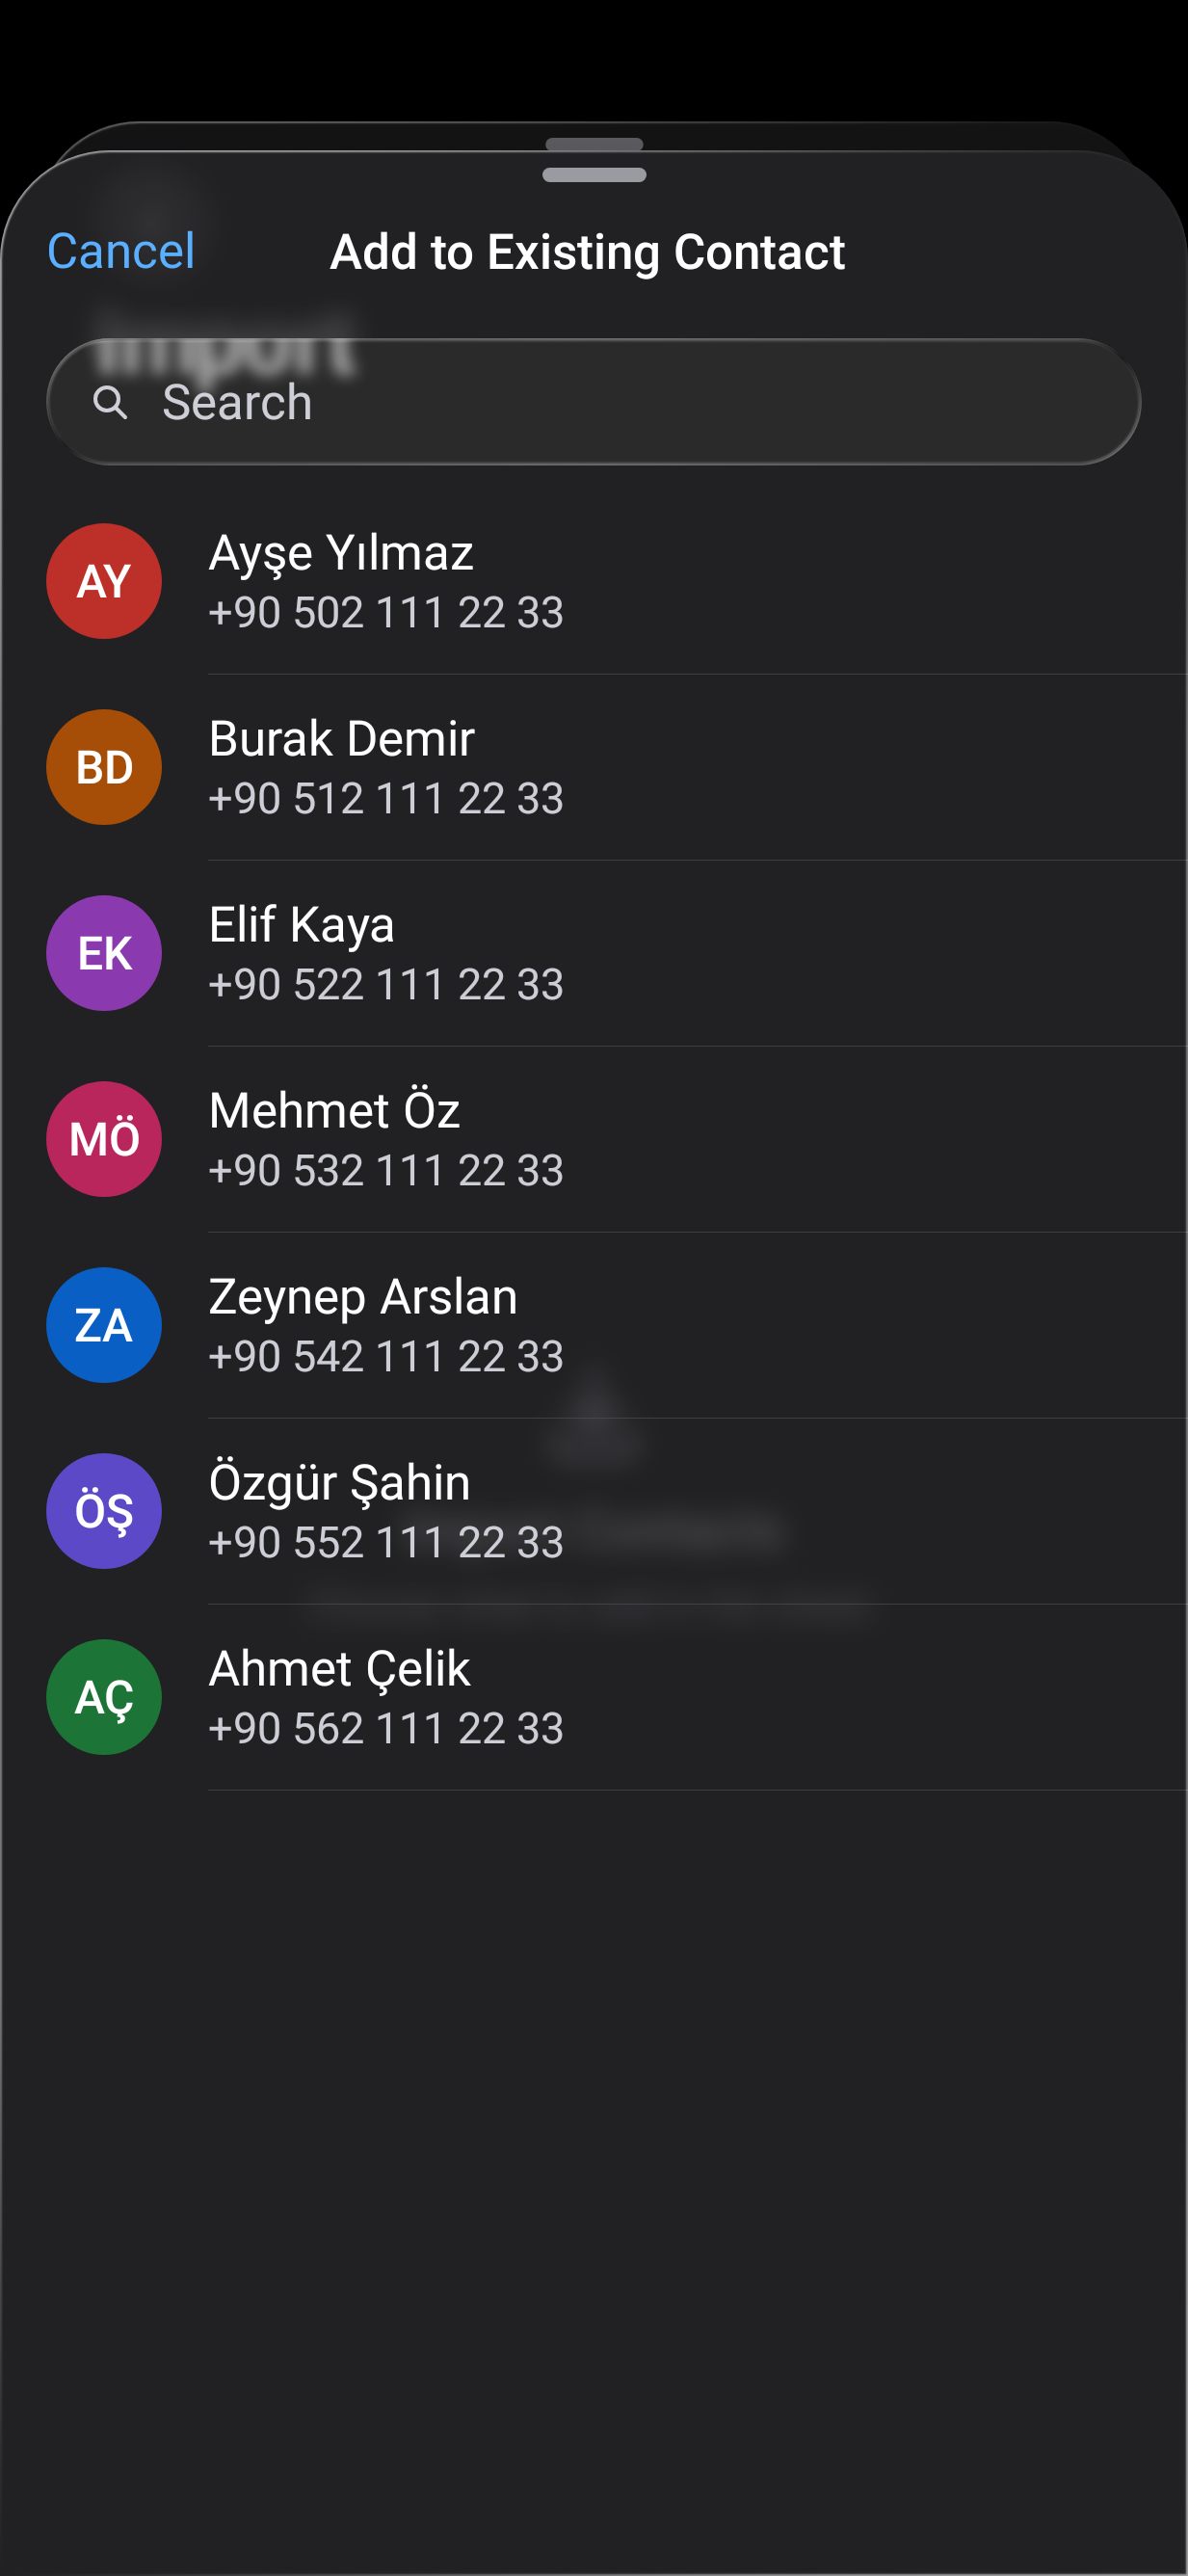 Cancel
Add to Existing Contact
Import
Search
AY
Ayşe Yılmaz
+90 502 111 22 33
BD
Burak Demir
+90 512 111 22 33
EK
Elif Kaya
+90 522 111 22 33
MÖ
Mehmet Öz
+90 532 111 22 33
ZA
Zeynep Arslan
+90 542 111 22 33
ÖŞ
Özgür Şahin
+90 552 111 22 33
AÇ
Ahmet Çelik
+90 562 111 22 33